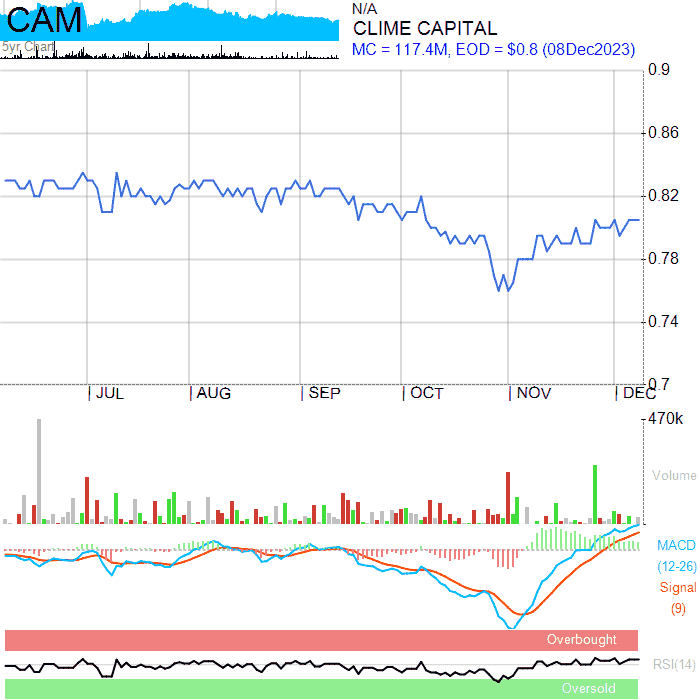 CAM
5yr Chart
N/A
CLIME CAPITAL
MC = 117.4M, EOD = $0.8 (08Dec2023)
0.9
0.86
0.82
0.78
0.74
0.7
JUL AUG SEP OCT NOV DEC
470k
Volume
MACD
(12-26)
Signal
(9)
Overbought
RSI(14)
Oversold